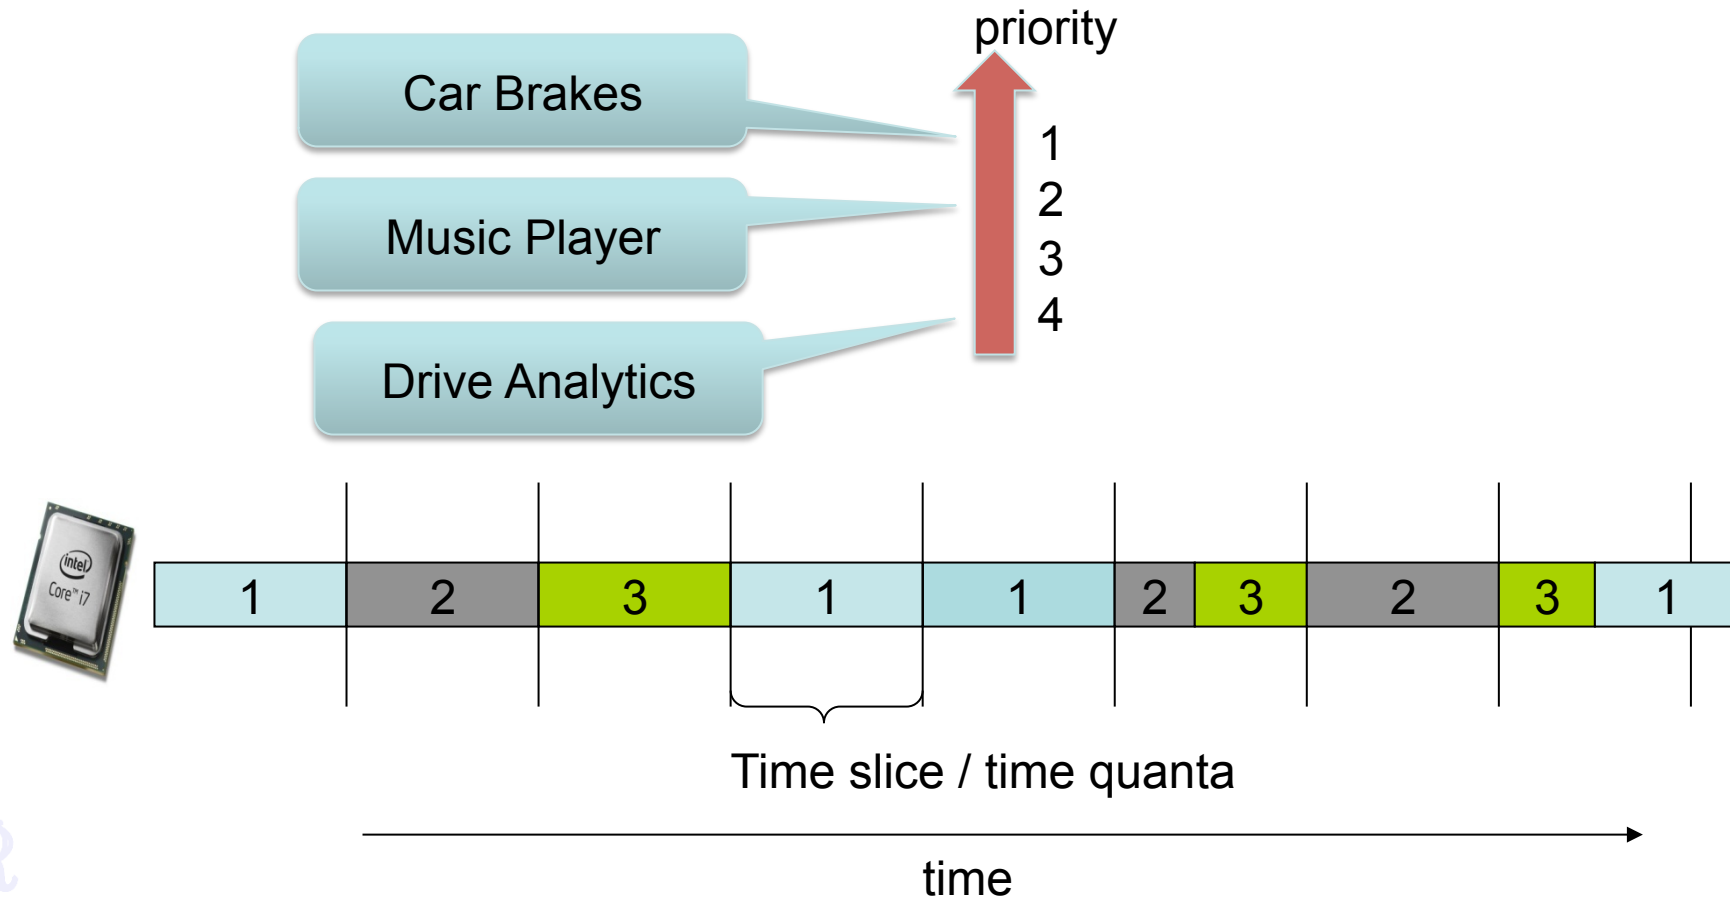 priority
Car Brakes
1
2
Music Player
3
4
Drive Analytics
intel
Core™ i7
1 2 3 1 1 2 3 2 3 1
Time slice / time quanta
time